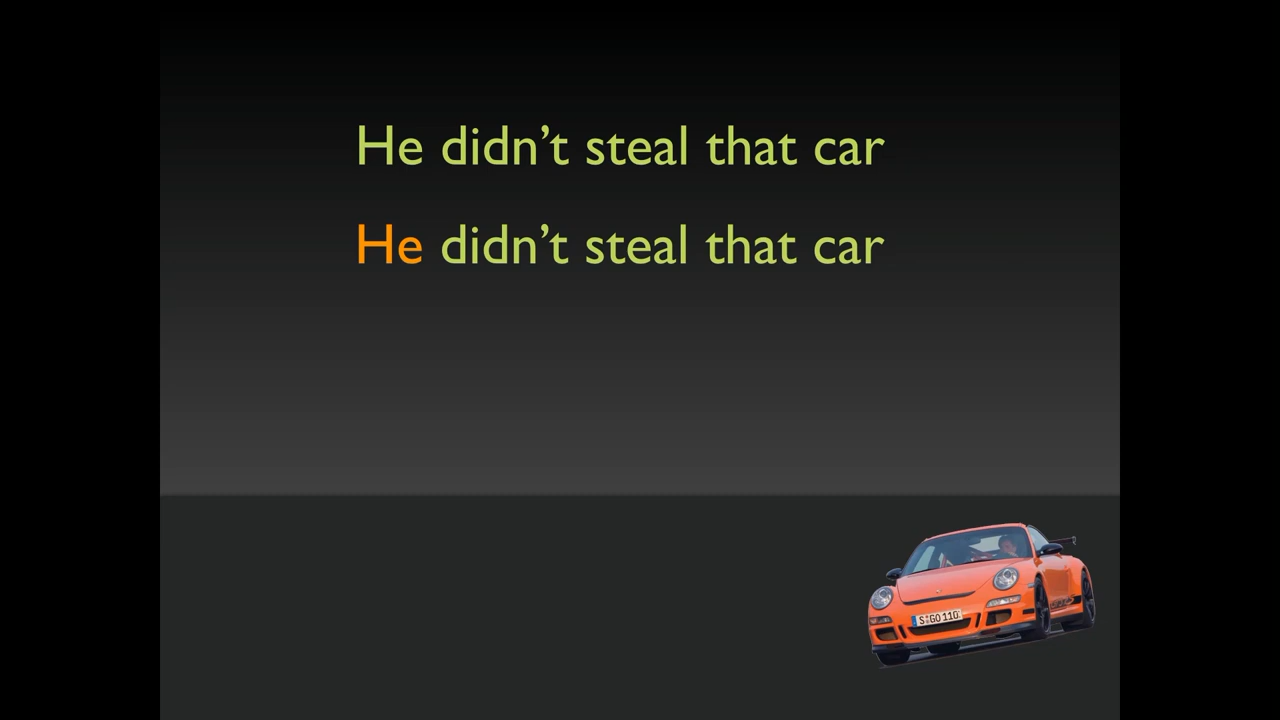 He didn’t steal that car
He didn’t steal that car
S GO 110